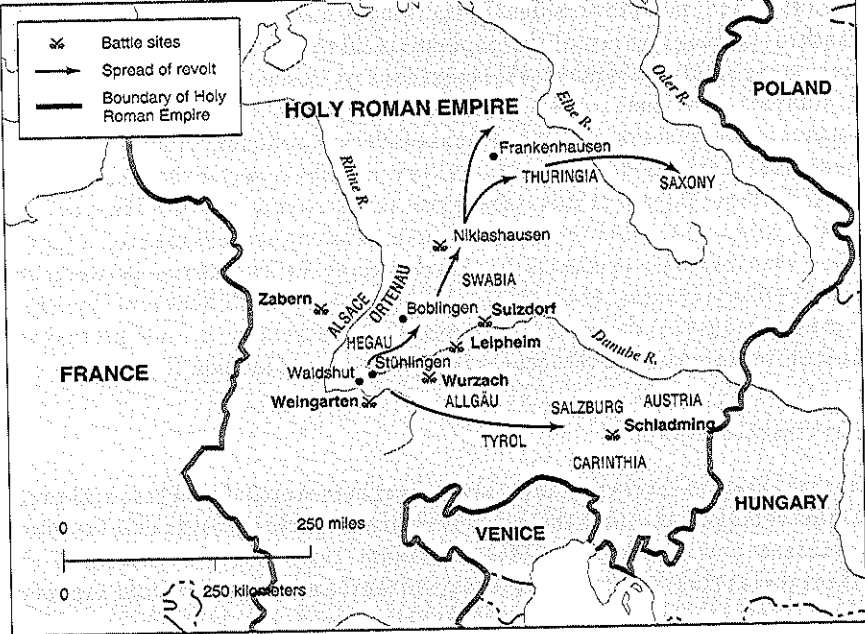 Battle sites
Spread of revolt
Boundary of Holy
Roman Empire
HOLY ROMAN EMPIRE
Elbe R.
Oder R.
POLAND
Rhine R.
Frankenhausen
THURINGIA
SAXONY
Niklashausen
SWABIA
Zabern
ALSACE
ORTENAU
Boblingen
Sulzdorf
HEGAU
Leipheim
Danube R.
FRANCE
Waldshut
Stühlingen
Wurzach
Weingarten
ALLGÄU
SALZBURG
AUSTRIA
Schladming
TYROL
CARINTHIA
HUNGARY
VENICE
0
250 miles
0
250 kilometers